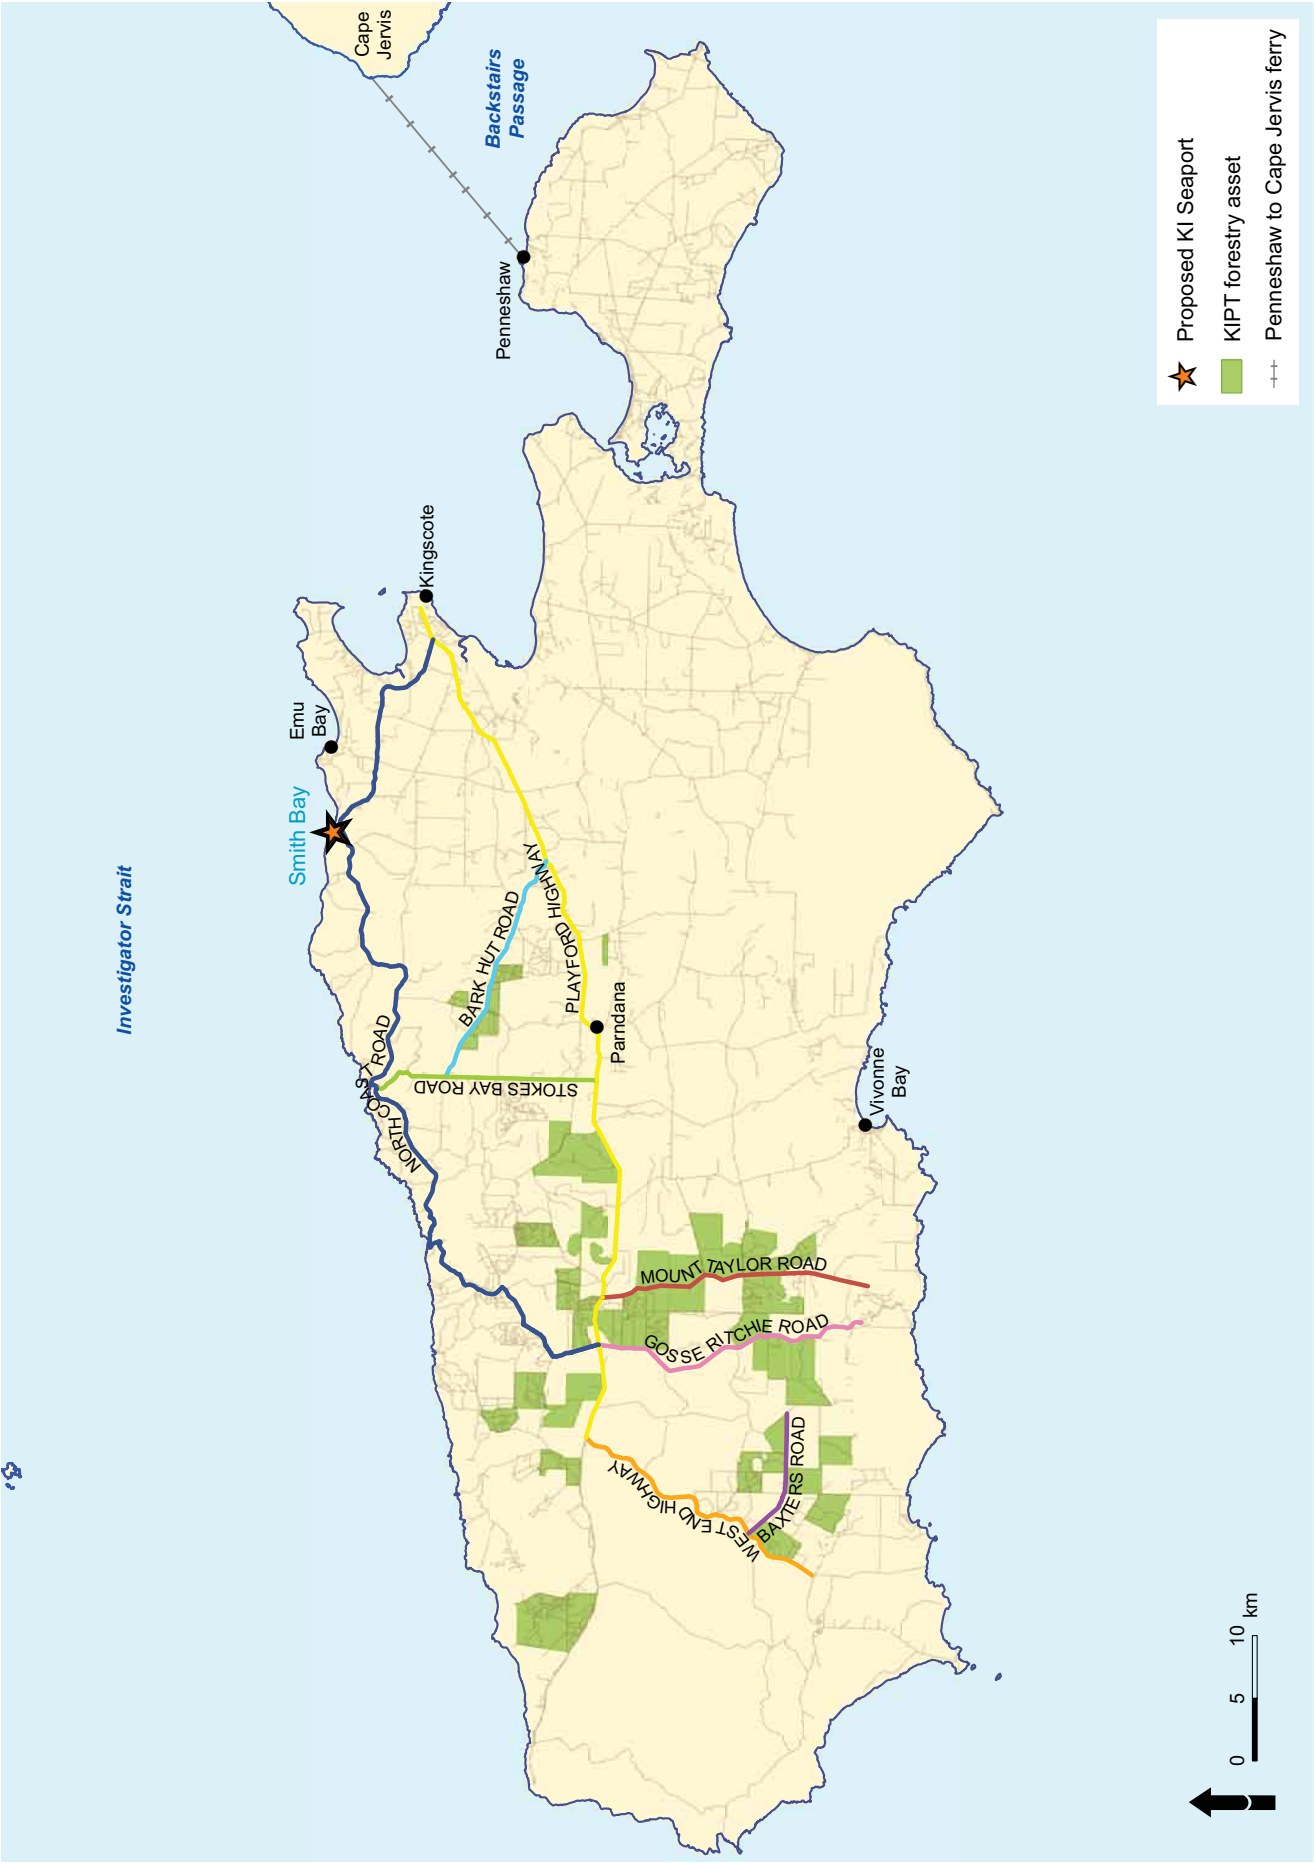 Cape
Jervis
Backstairs
Passage
Penneshaw
Kingscote
Emu
Bay
Smith Bay
Investigator Strait
NORTH COAST ROAD
BARK HUT ROAD
PLAYFORD HIGHWAY
STOKES BAY ROAD
Parndana
Vivonne
Bay
MOUNT TAYLOR ROAD
GOSSE RITCHIE ROAD
WEST END HIGHWAY
BAXTERS ROAD
Proposed KI Seaport
KIPT forestry asset
Penneshaw to Cape Jervis ferry
0 5 10 km